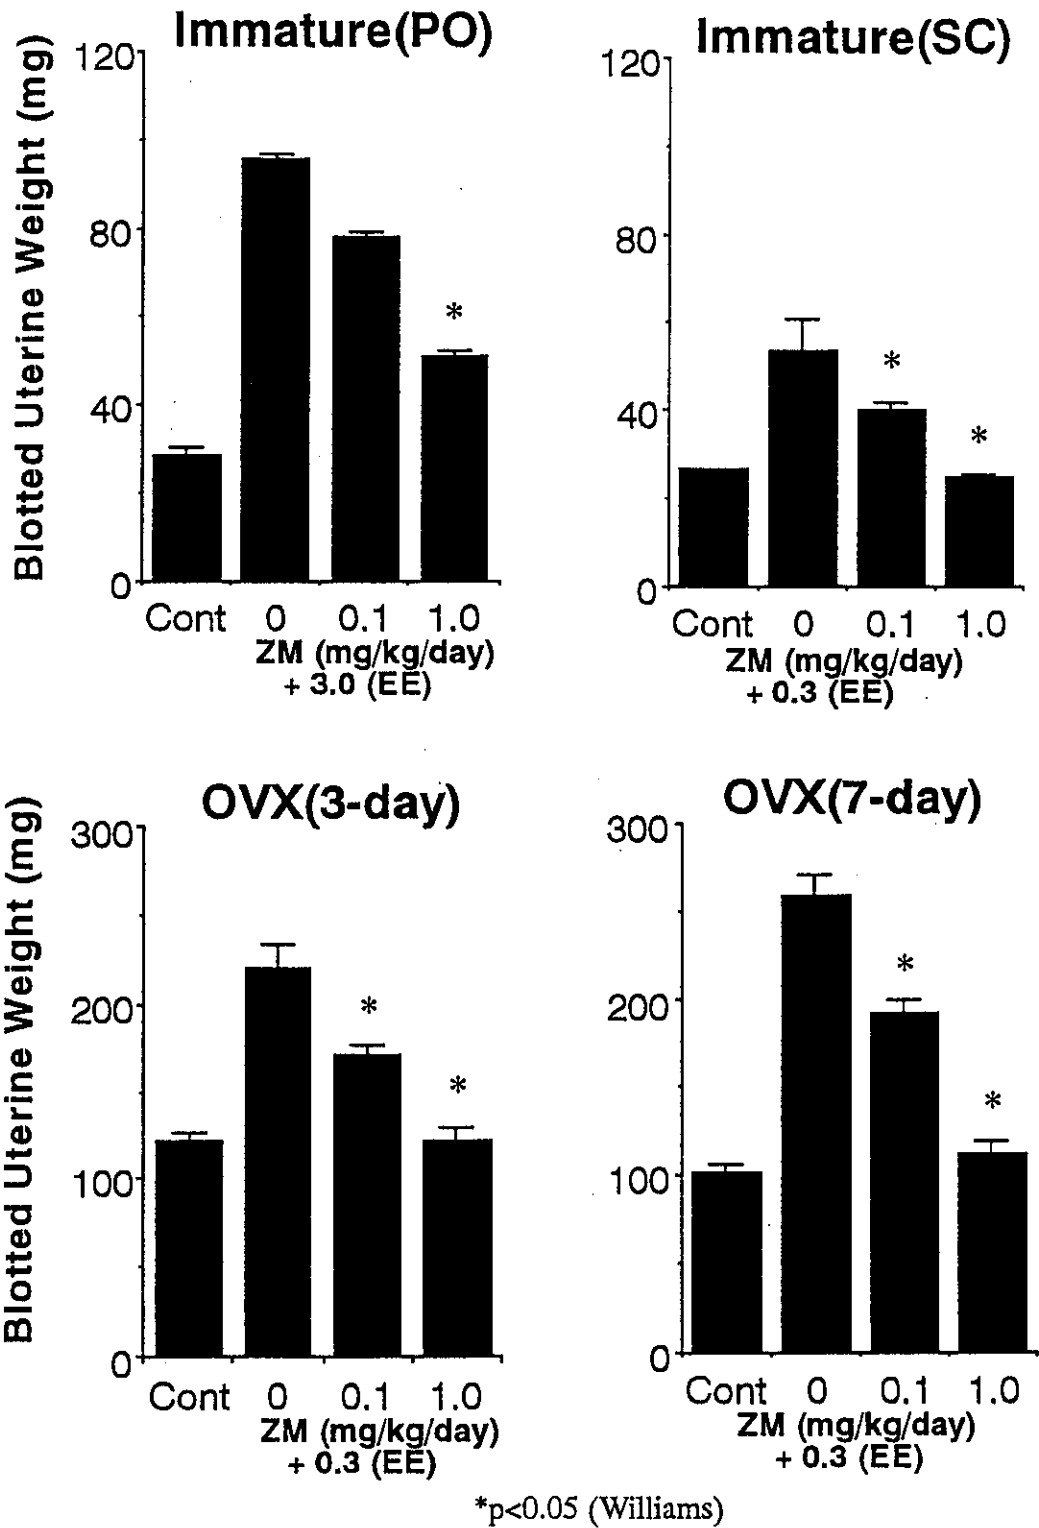 Immature(PO)
Blotted Uterine Weight (mg)
120
80
40
0
*
Cont 0 0.1 1.0
ZM (mg/kg/day)
+ 3.0 (EE)
Immature(SC)
120
80
40
0
*
*
Cont 0 0.1 1.0
ZM (mg/kg/day)
+ 0.3 (EE)
OVX(3-day)
Blotted Uterine Weight (mg)
300
200
100
0
*
*
Cont 0 0.1 1.0
ZM (mg/kg/day)
+ 0.3 (EE)
OVX(7-day)
300
200
100
0
*
*
Cont 0 0.1 1.0
ZM (mg/kg/day)
+ 0.3 (EE)
*p<0.05 (Williams)